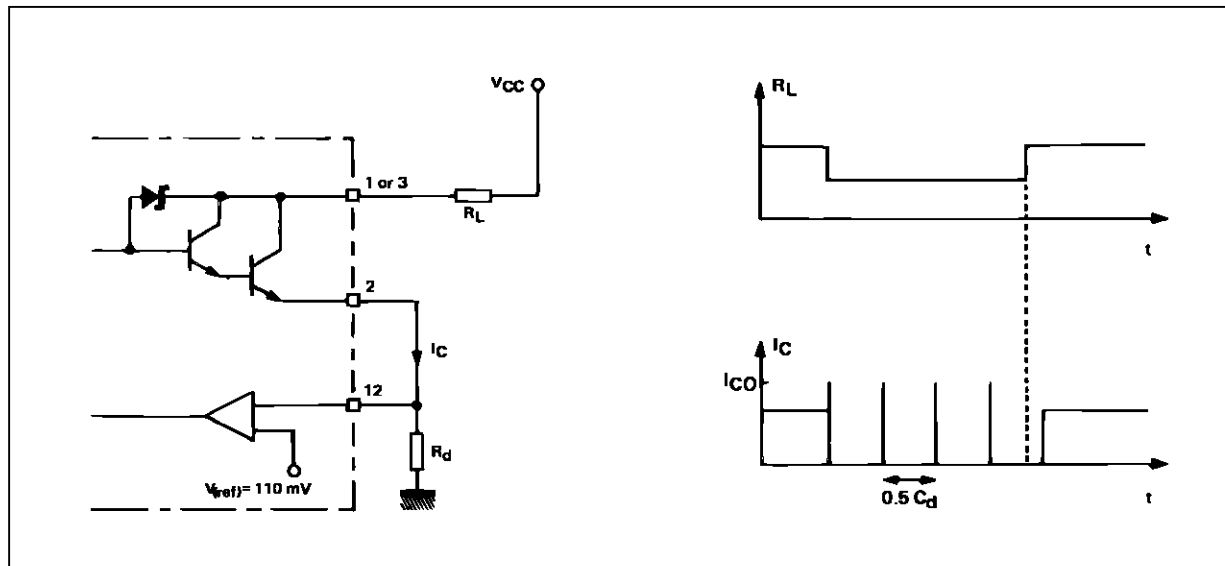 VCC
1 or 3
RL
2
IC
12
Rd
V(ref) = 110 mV
RL
t
IC
ICO
0.5 Cd
t